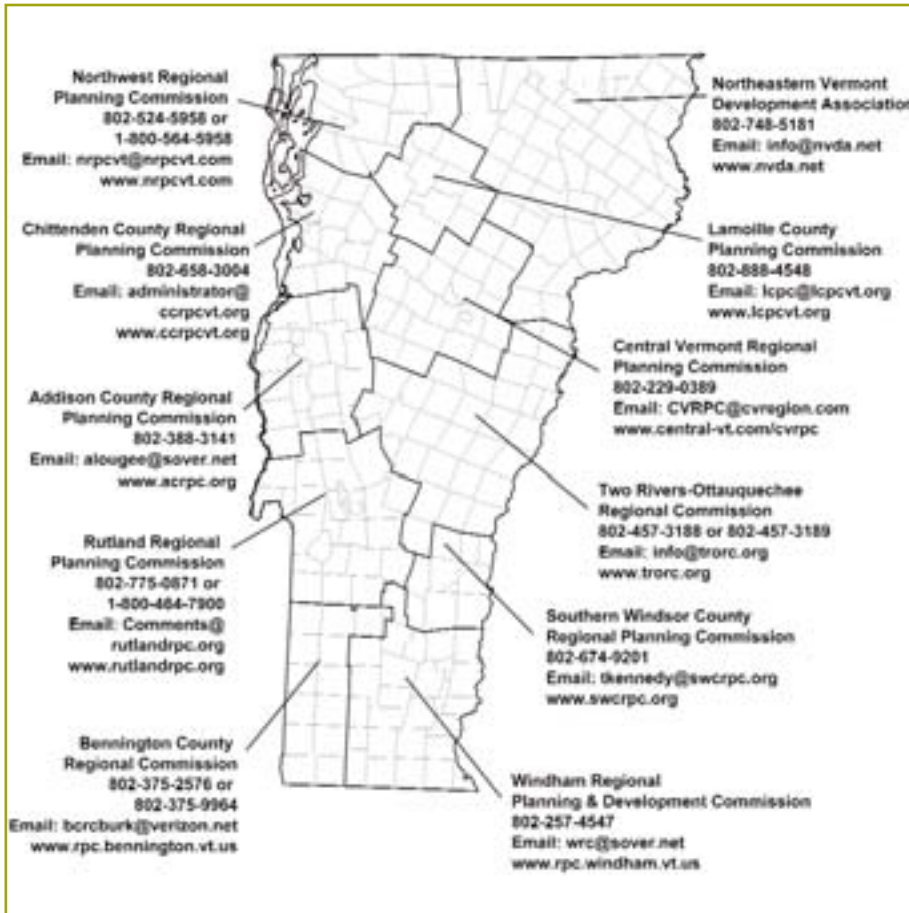 Northwest Regional
Planning Commission
802-524-5958 or
1-800-564-5958
Email: nrpcvt@nrpcvt.com
www.nrpcvt.com
Chittenden County Regional
Planning Commission
802-658-3004
Email: administrator@
ccrpcvt.org
www.ccrpcvt.org
Addison County Regional
Planning Commission
802-388-3141
Email: alougee@sover.net
www.acrpc.org
Rutland Regional
Planning Commission
802-775-0871 or
1-800-464-7900
Email: Comments@
rutlandrpc.org
www.rutlandrpc.org
Bennington County
Regional Commission
802-375-2576 or
802-375-9964
Email: bcrcburk@verizon.net
www.rpc.bennington.vt.us
Northeastern Vermont
Development Association
802-748-5181
Email: info@nvda.net
www.nvda.net
Lamoille County
Planning Commission
802-888-4548
Email: lcpc@lcpcvt.org
www.lcpcvt.org
Central Vermont Regional
Planning Commission
802-229-0389
Email: CVRPC@cvregion.com
www.central-vt.com/cvrpc
Two Rivers-Ottauquechee
Regional Commission
802-457-3188 or 802-457-3189
Email: info@trorc.org
www.trorc.org
Southern Windsor County
Regional Planning Commission
802-674-9201
Email: tkennedy@swcrpc.org
www.swcrpc.org
Windham Regional
Planning & Development Commission
802-257-4547
Email: wrc@sover.net
www.rpc.windham.vt.us